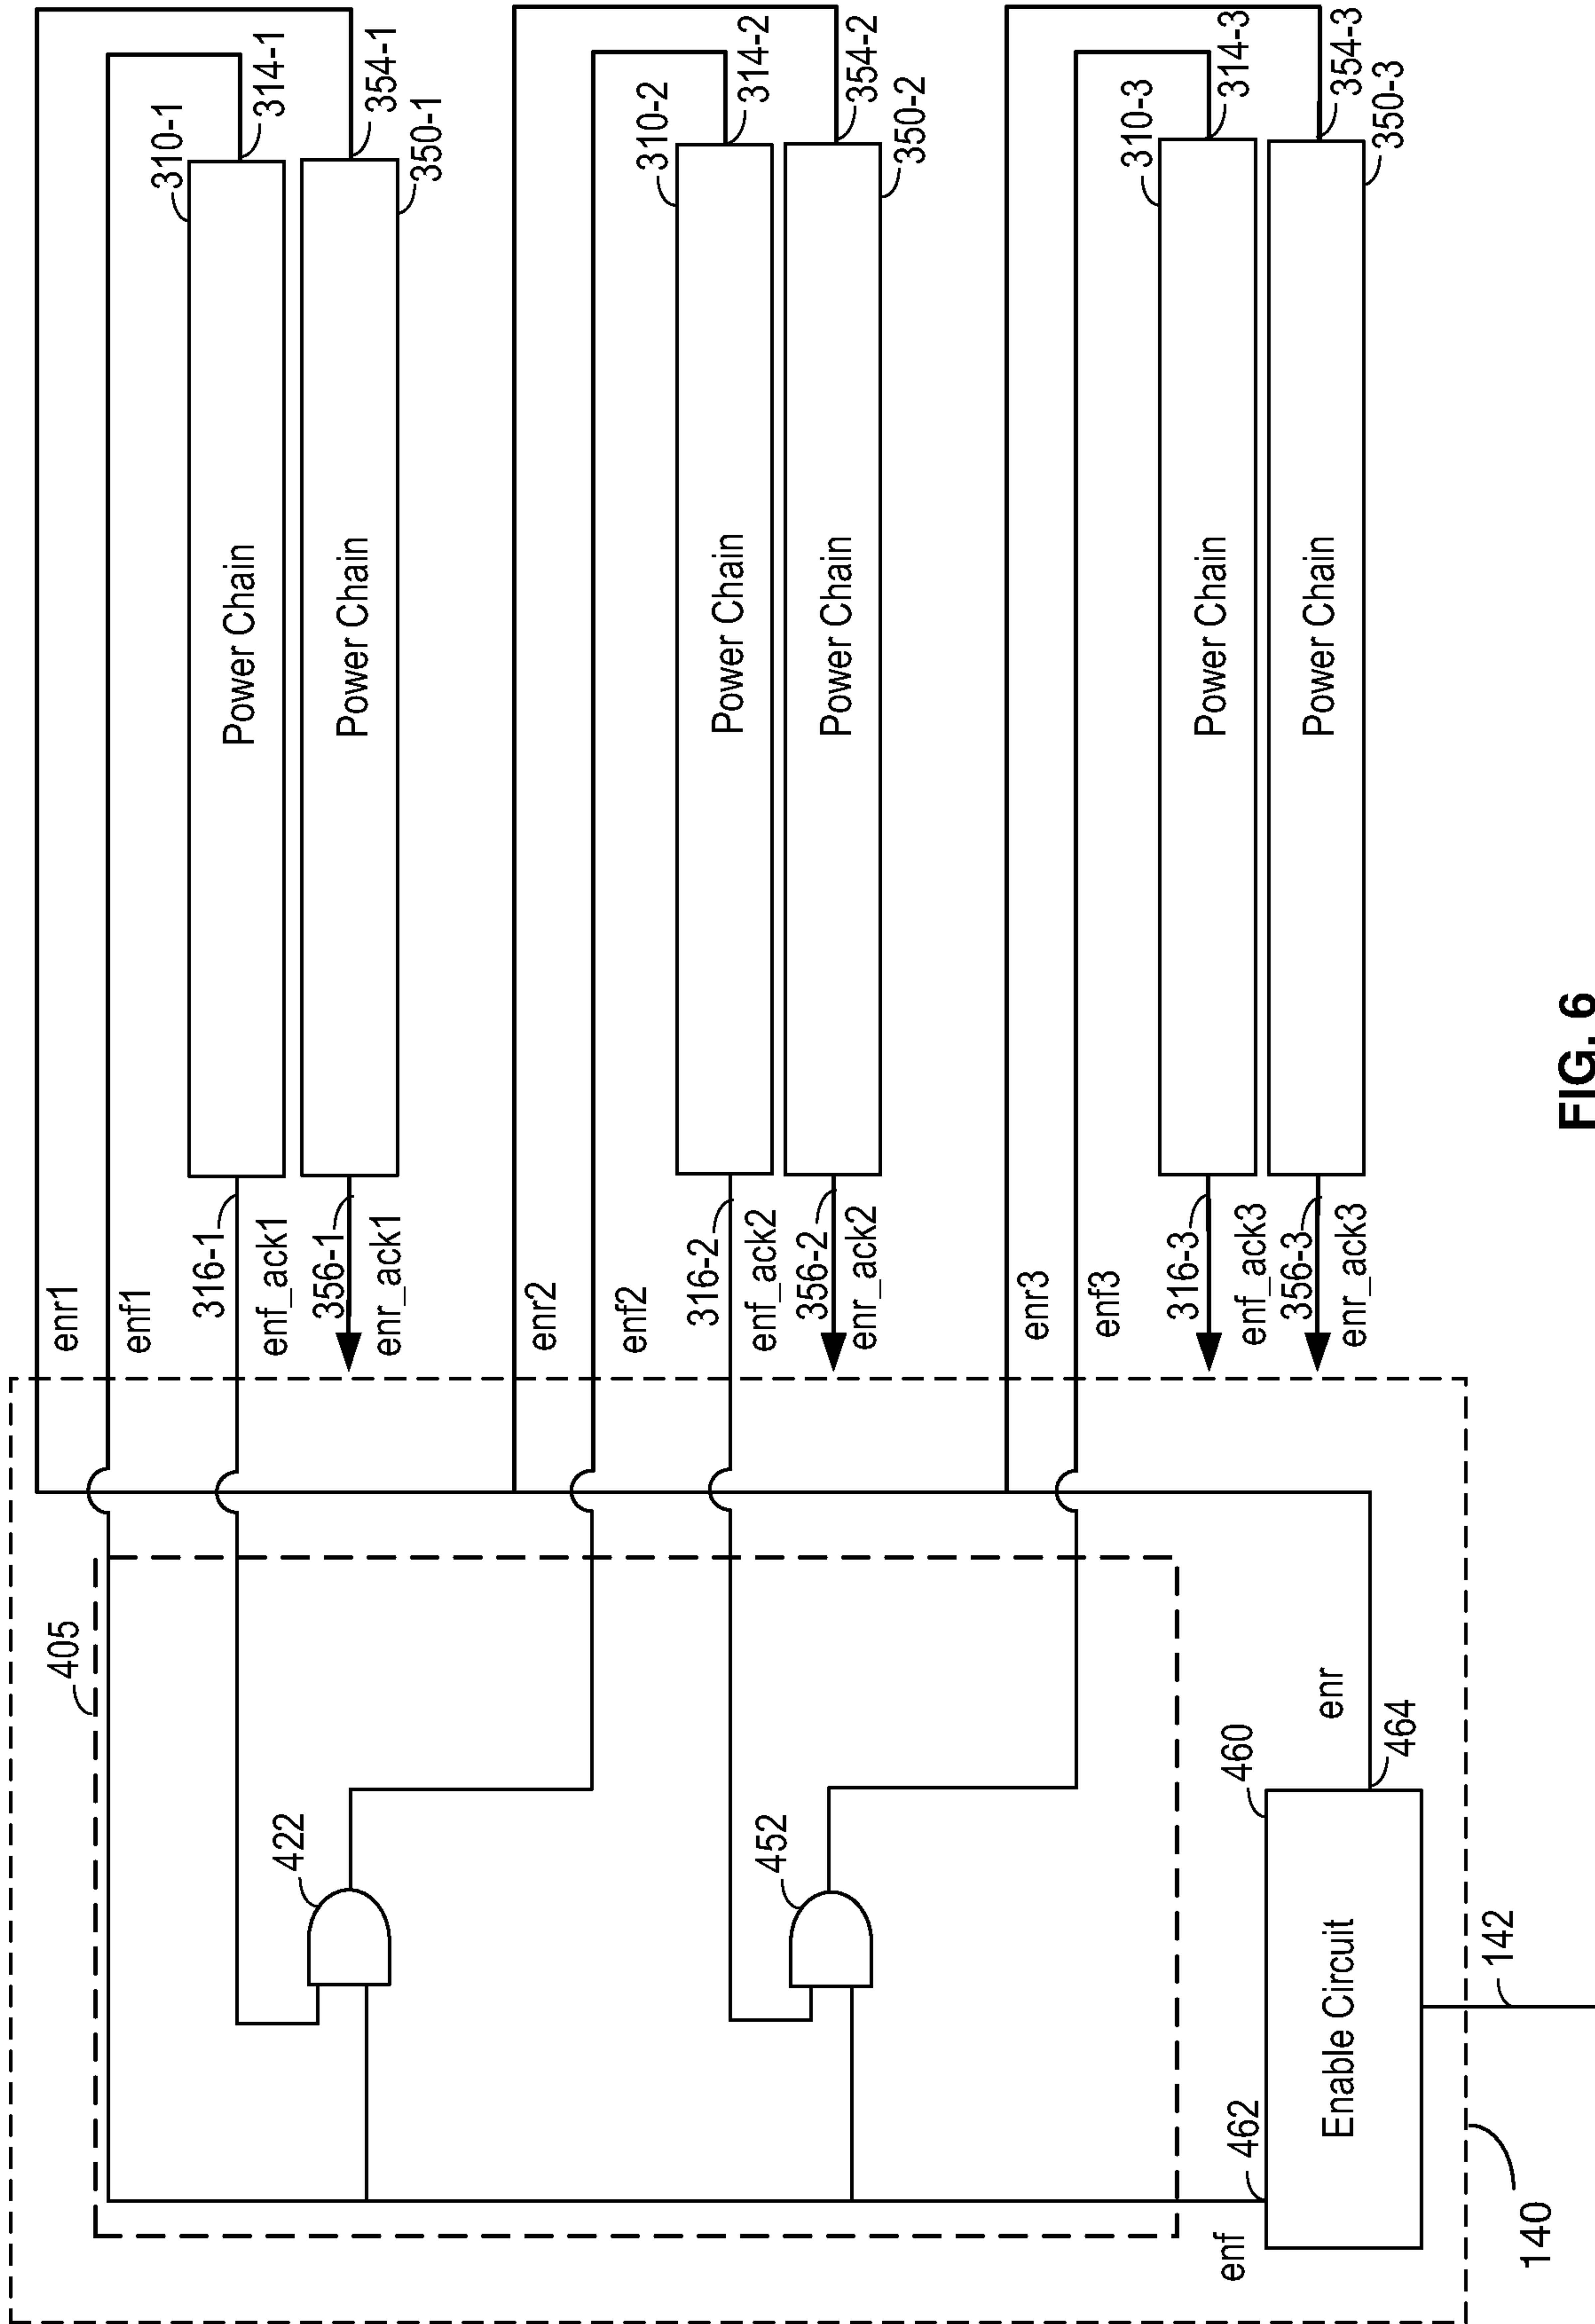 310-1
314-1
354-1
350-1
Power Chain
Power Chain
enr1
enf1
316-1
enf_ack1
356-1
enr_ack1
310-2
314-2
354-2
350-2
Power Chain
Power Chain
enr2
enf2
316-2
enf_ack2
356-2
enr_ack2
310-3
314-3
354-3
350-3
Power Chain
Power Chain
enr3
enf3
316-3
enf_ack3
356-3
enr_ack3
405
422
452
460
enr
464
462
enf
Enable Circuit
142
140
FIG. 6